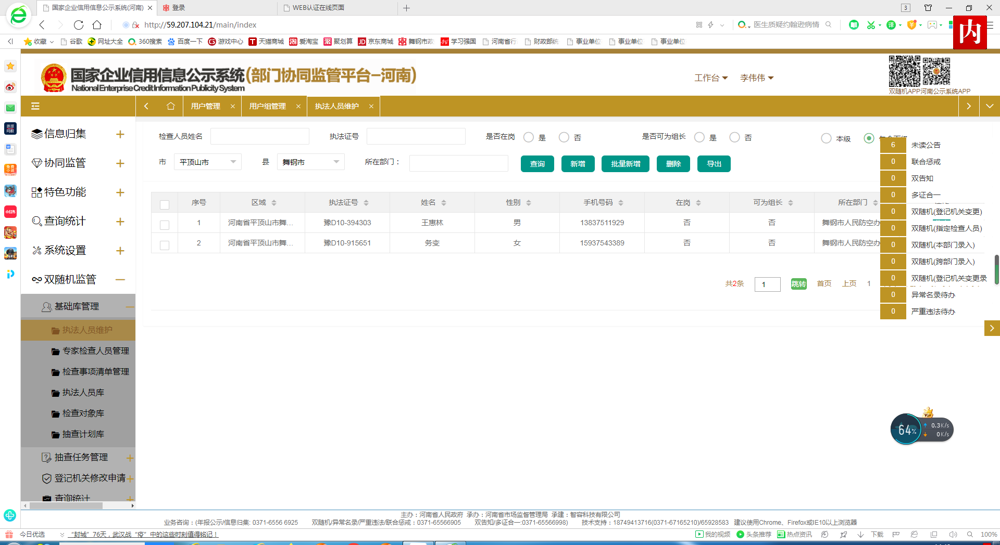 国家企业信用信息公示系统(河南)
登录
WEB认证在线页面
3
http://59.207.104.21/main/index
医生质疑约翰逊病情
内
收藏 谷歌 网址大全 360搜索 百度一下 游戏中心 天猫商城 爱淘宝 聚划算 京东商城 舞钢市政 学习强国 河南省行 财政部统 事业单位 事业单位 事业单位
国家企业信用信息公示系统(部门协同监管平台-河南)
National Enterprise Credit Information Publicity System
工作台 李伟伟
双随机APP河南公示系统APP
用户管理 用户组管理 执法人员维护
信息归集
协同监管
特色功能
查询统计
系统设置
双随机监管
基础库管理
执法人员维护
专家检查人员管理
检查事项清单管理
执法人员库
检查对象库
抽查计划库
抽查任务管理
登记机关修改申请
查询统计
检查人员姓名 执法证号 是否在岗 是 否 是否可为组长 是 否 本级
市 平顶山市 县 舞钢市 所在部门： 查询 新增 批量新增 删除 导出
序号 区域 执法证号 姓名 性别 手机号码 在岗 可为组长 所在部门
1 河南省平顶山市舞... 豫D10-394303 王惠林 男 13837511929 否 否 舞钢市人民防空办
2 河南省平顶山市舞... 豫D10-915651 务变 女 15937543389 否 否 舞钢市人民防空办
共2条 1 跳转 首页 上页 1
6 未读公告
0 联合惩戒
0 双告知
0 多证合一
0 双随机(登记机关变更)
0 双随机(指定检查人员)
0 双随机(本部门录入)
0 双随机(跨部门录入)
0 双随机(登记机关变更录
0 异常名录待办
0 严重违法待办
VIP
64% 0.3K/s
0K/s
主办：河南省人民政府 承办：河南省市场监督管理局 承建：智容科技有限公司
业务咨询：(年报公示/信息归集: 0371-6556 6925 双随机/异常名录/严重违法/联合惩戒：0371-65566905 双告知/多证合一:0371-65566998) 技术支持：18749413716(0371-67165210)/65928583 建议使用Chrome、Firefox或IE10以上浏览器
今日优选 “封城”76天，武汉战“疫”中的这些时刻值得铭记！
我的视频 头条推荐 热点资讯 下载 100%